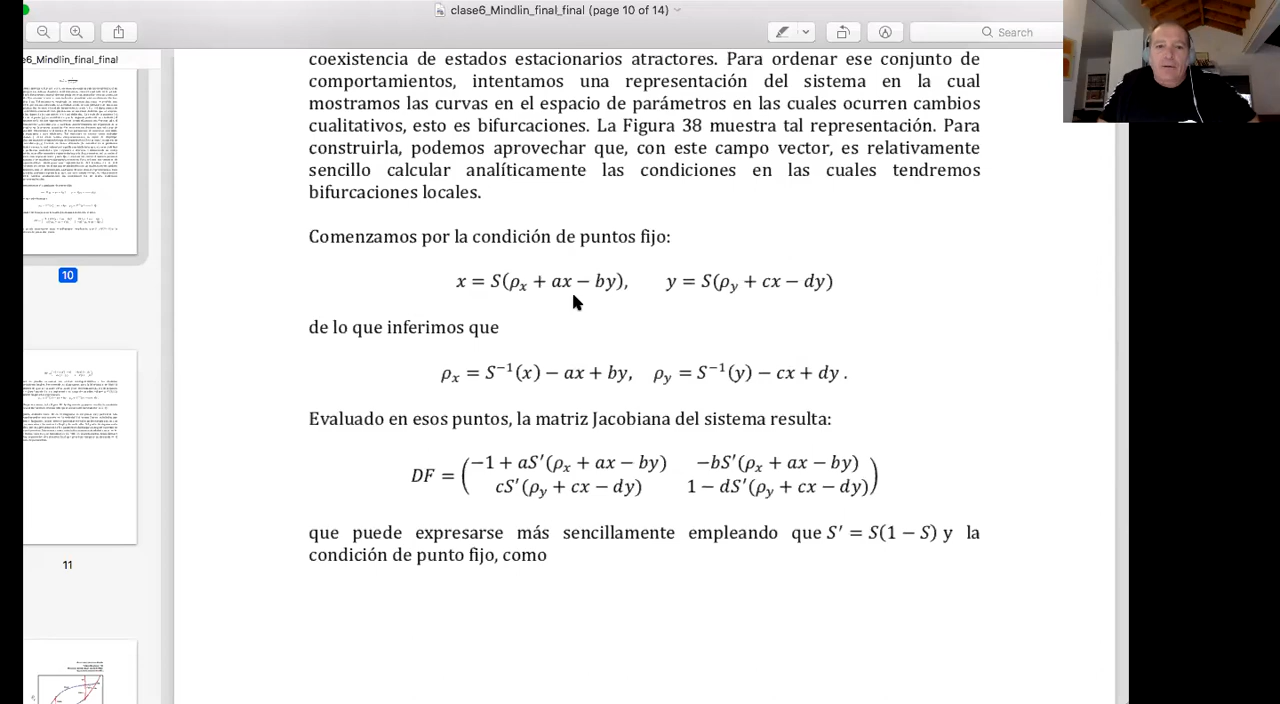 clase6_Mindlin_final_final (page 10 of 14)
Search
e6_Mindlin_final_final
coexistencia de estados estacionarios atractores. Para ordenar ese conjunto de
comportamientos, intentamos una representación del sistema en la cual
mostramos las curvas en el espacio de parámetros en las cuales ocurren cambios
cualitativos, esto es, bifurcaciones. La Figura 38 muestra tal representación. Para
construirla, podemos aprovechar que, con este campo vector, es relativamente
sencillo calcular analíticamente las condiciones en las cuales tendremos
bifurcaciones locales.
Comenzamos por la condición de puntos fijo:
x = S(ρₓ + ax − by), y = S(ρ_y + cx − dy)
de lo que inferimos que
ρₓ = S⁻¹(x) − ax + by, ρ_y = S⁻¹(y) − cx + dy .
Evaluado en esos puntos, la matriz Jacobiana del sistema resulta:
DF = ( −1 + aS′(ρₓ + ax − by) −bS′(ρₓ + ax − by)
cS′(ρ_y + cx − dy) 1 − dS′(ρ_y + cx − dy) )
que puede expresarse más sencillamente empleando que S′ = S(1 − S) y la
condición de punto fijo, como
10
11